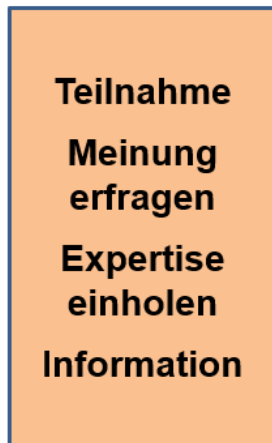 Teilnahme
Meinung
erfragen
Expertise
einholen
Information